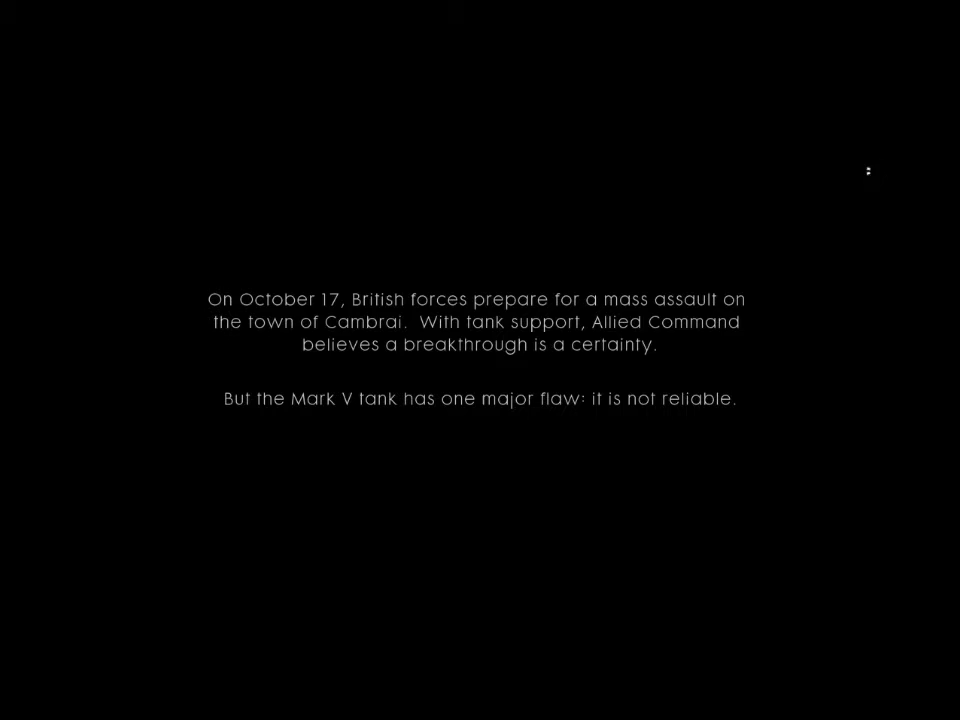 On October 17, British forces prepare for a mass assault on
the town of Cambrai.  With tank support, Allied Command
believes a breakthrough is a certainty.
But the Mark V tank has one major flaw: it is not reliable.